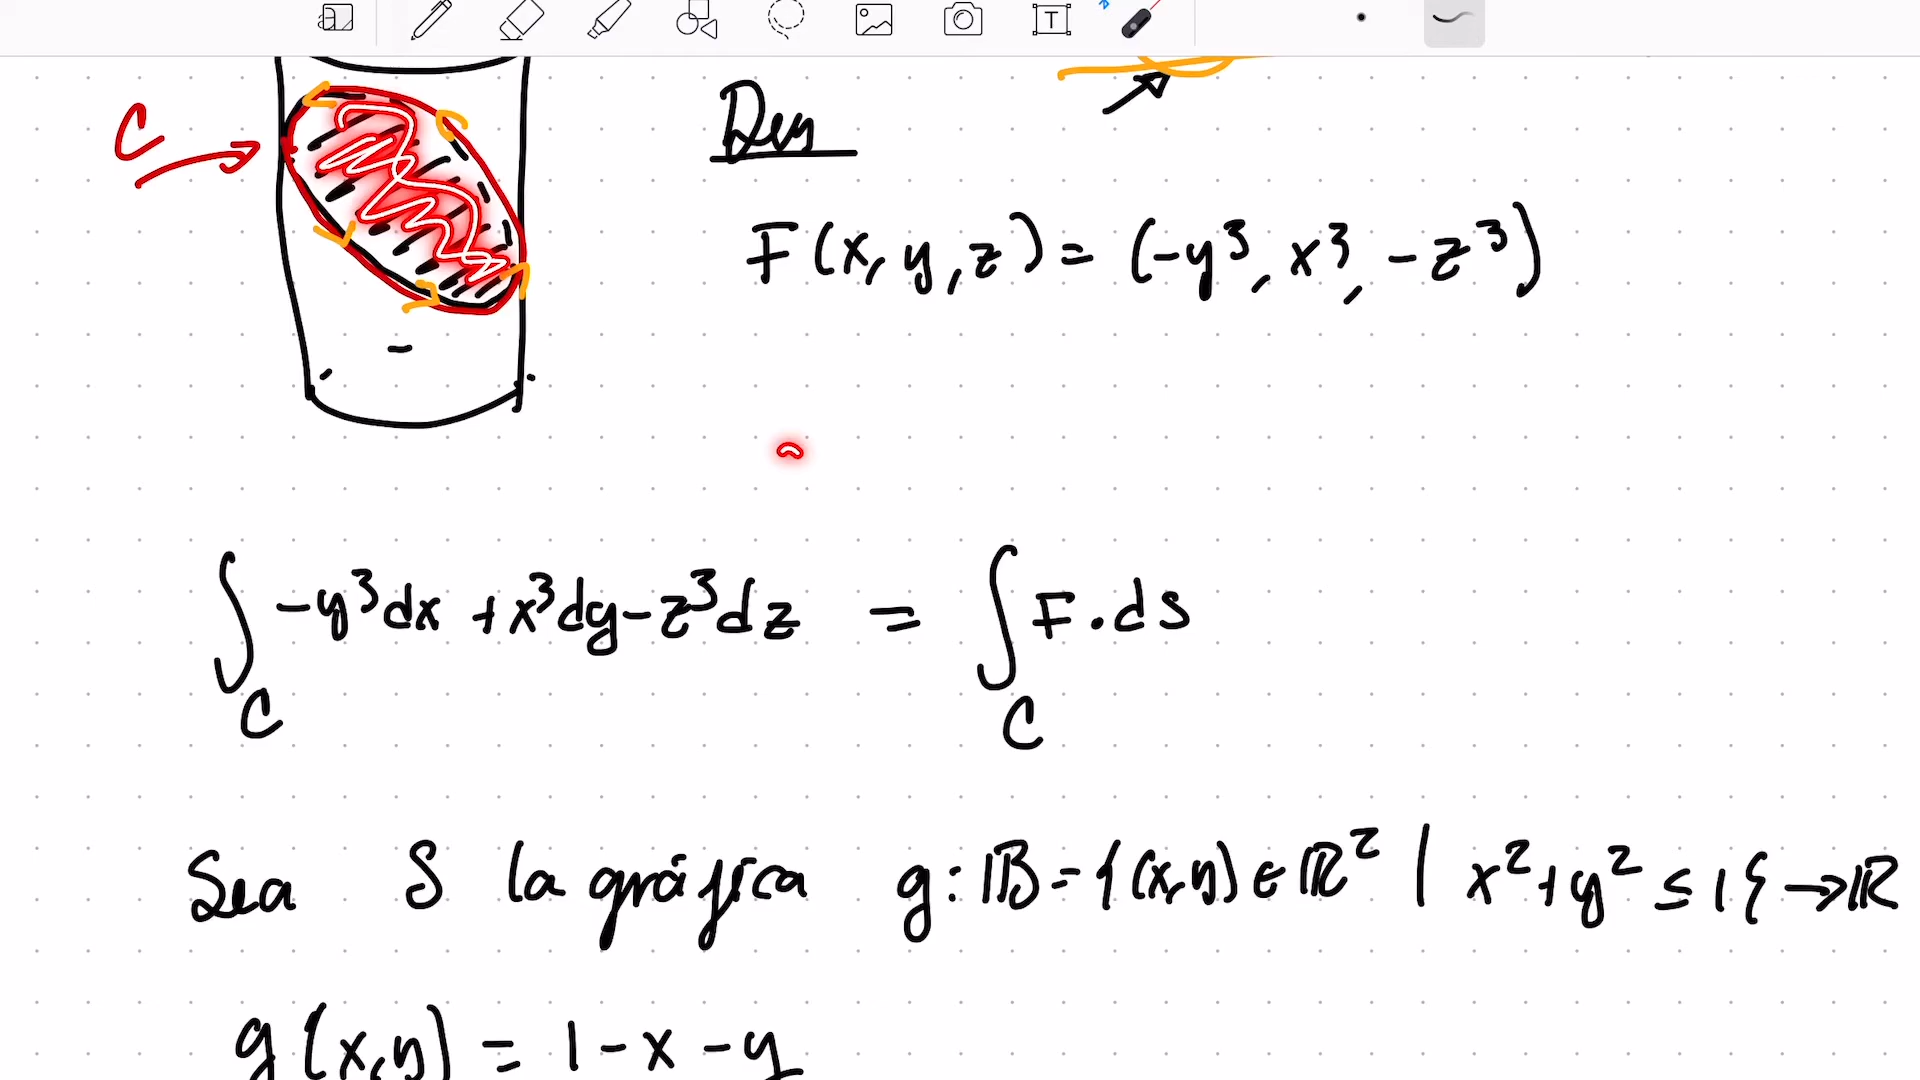 C
Dem
F(x, y, z) = (-y³, x³, -z³)
∫_C -y³dx + x³dy - z³dz = ∫_C F·ds
Sea S la gráfica g: 𝔹 = {(x,y) ∈ ℝ² | x²+y² ≤ 1} → ℝ
g(x,y) = 1-x-y